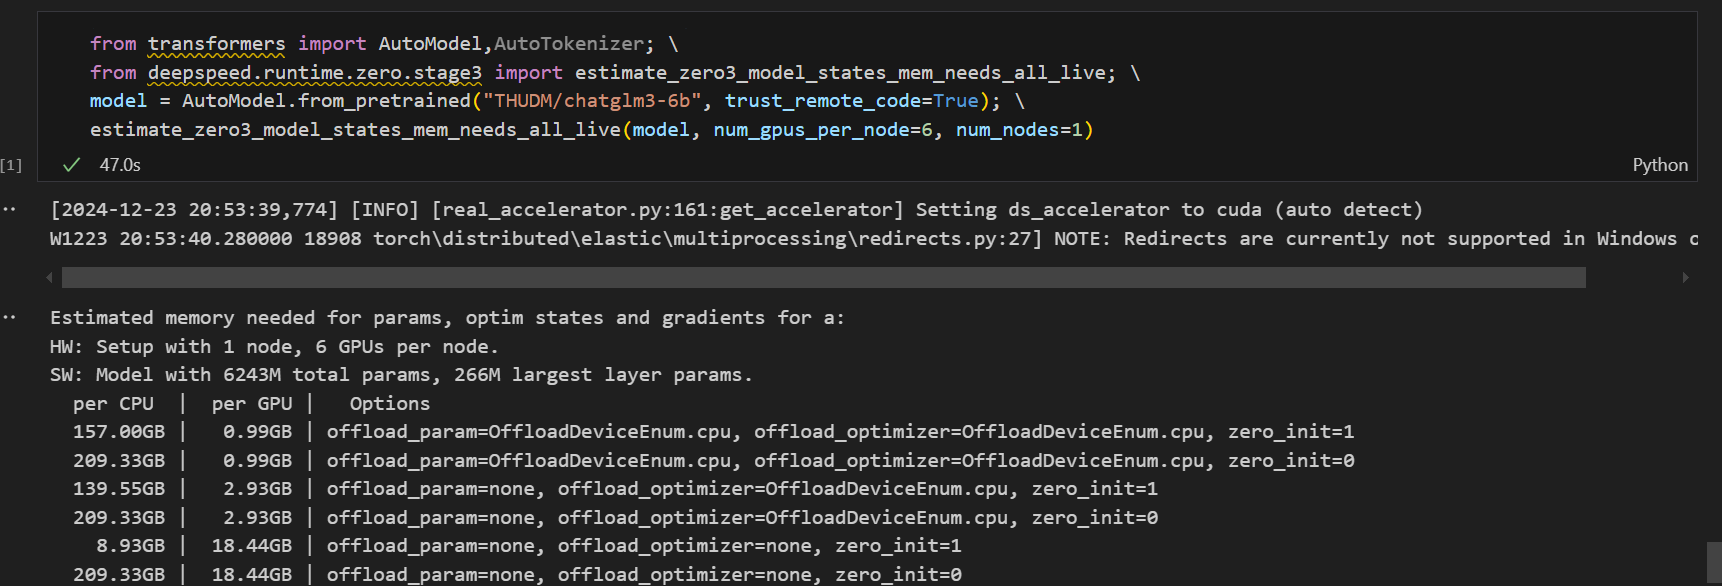 from transformers import AutoModel,AutoTokenizer; \
from deepspeed.runtime.zero.stage3 import estimate_zero3_model_states_mem_needs_all_live; \
model = AutoModel.from_pretrained("THUDM/chatglm3-6b", trust_remote_code=True); \
estimate_zero3_model_states_mem_needs_all_live(model, num_gpus_per_node=6, num_nodes=1)
[1] ✓ 47.0s Python
[2024-12-23 20:53:39,774] [INFO] [real_accelerator.py:161:get_accelerator] Setting ds_accelerator to cuda (auto detect)
W1223 20:53:40.280000 18908 torch\distributed\elastic\multiprocessing\redirects.py:27] NOTE: Redirects are currently not supported in Windows o
Estimated memory needed for params, optim states and gradients for a:
HW: Setup with 1 node, 6 GPUs per node.
SW: Model with 6243M total params, 266M largest layer params.
per CPU | per GPU | Options
157.00GB | 0.99GB | offload_param=OffloadDeviceEnum.cpu, offload_optimizer=OffloadDeviceEnum.cpu, zero_init=1
209.33GB | 0.99GB | offload_param=OffloadDeviceEnum.cpu, offload_optimizer=OffloadDeviceEnum.cpu, zero_init=0
139.55GB | 2.93GB | offload_param=none, offload_optimizer=OffloadDeviceEnum.cpu, zero_init=1
209.33GB | 2.93GB | offload_param=none, offload_optimizer=OffloadDeviceEnum.cpu, zero_init=0
8.93GB | 18.44GB | offload_param=none, offload_optimizer=none, zero_init=1
209.33GB | 18.44GB | offload_param=none, offload_optimizer=none, zero_init=0